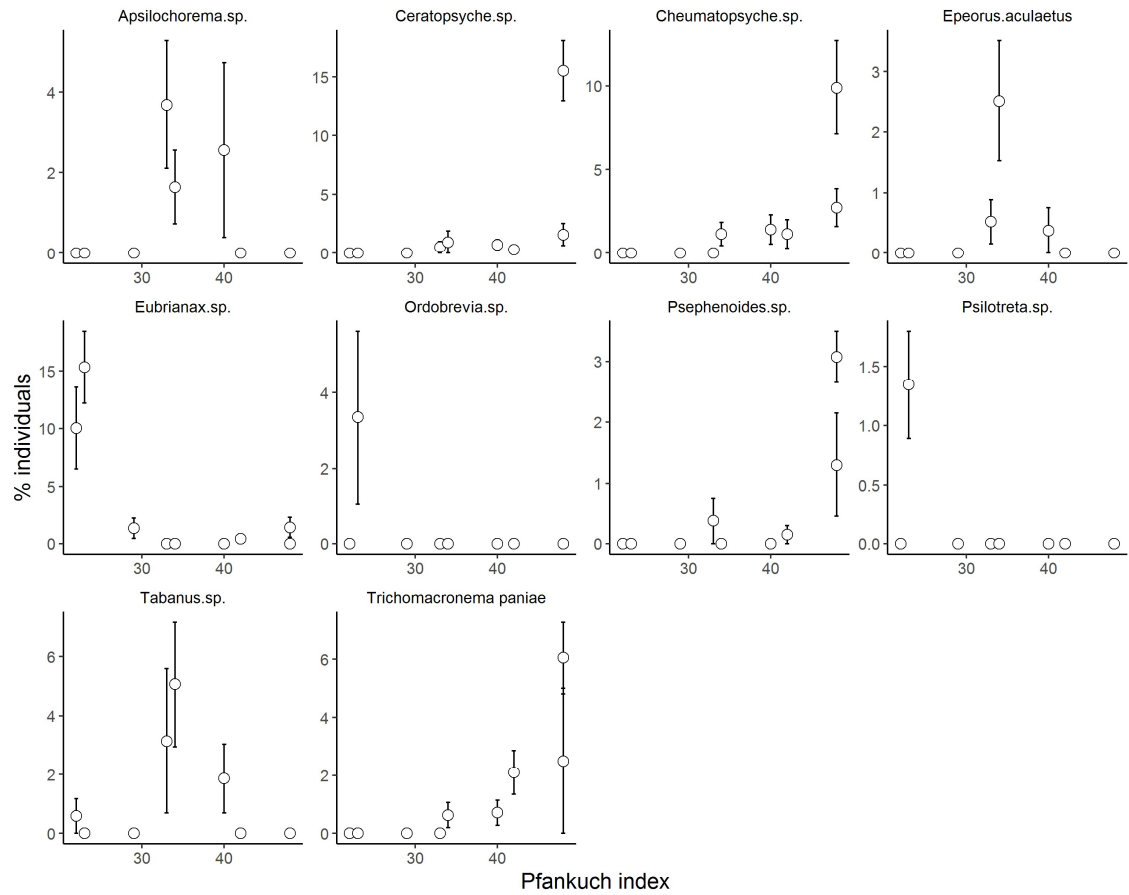 Apsilochorema.sp. Ceratopsyche.sp. Cheumatopsyche.sp. Epeorus.aculaetus
4 2 0 30 40
15 10 5 0 30 40
10 5 0 30 40
3 2 1 0 30 40
Eubrianax.sp. Ordobrevia.sp. Psephenoides.sp. Psilotreta.sp.
% individuals
15 10 5 0 30 40
4 2 0 30 40
3 2 1 0 30 40
1.5 1.0 0.5 0.0 30 40
Tabanus.sp. Trichomacronema paniae
6 4 2 0 30 40
6 4 2 0 30 40
Pfankuch index